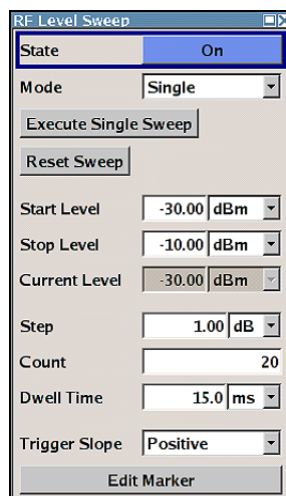 RF Level Sweep
State On
Mode Single
Execute Single Sweep
Reset Sweep
Start Level -30.00 dBm
Stop Level -10.00 dBm
Current Level -30.00 dBm
Step 1.00 dB
Count 20
Dwell Time 15.0 ms
Trigger Slope Positive
Edit Marker